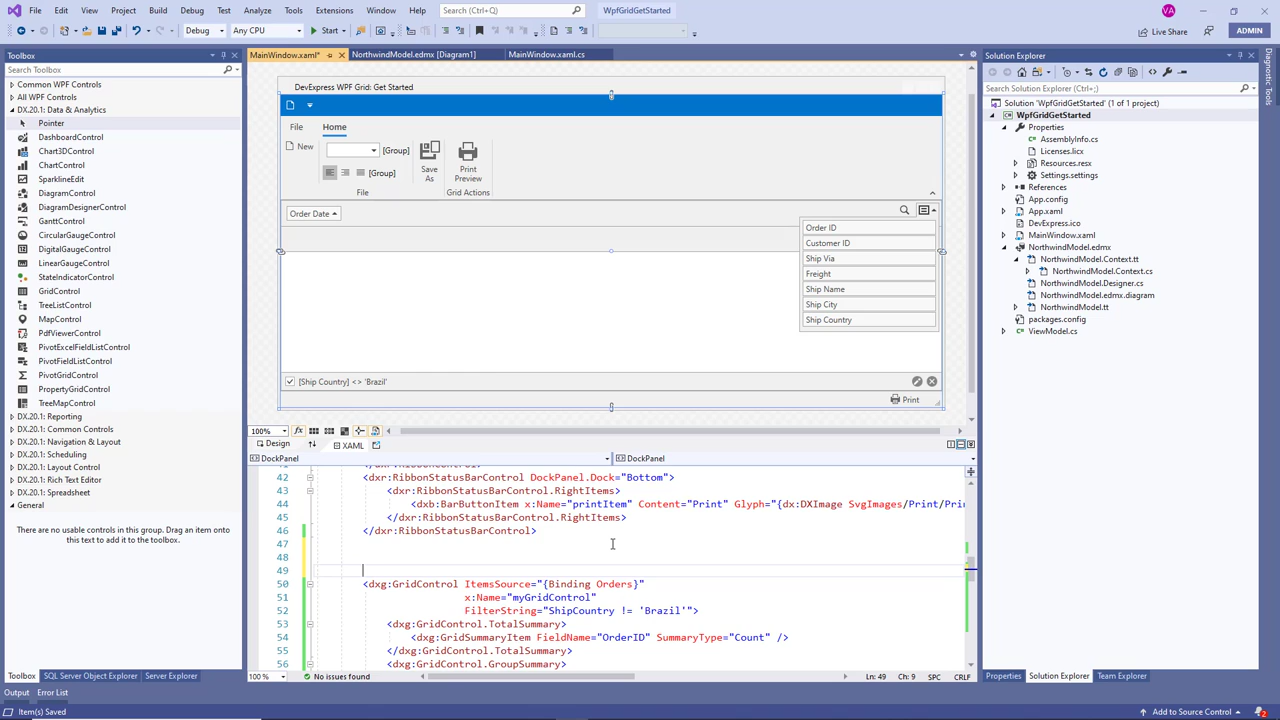 File Edit View Git Project Build Debug Design Test Analyze Tools Extensions Window Help Search (Ctrl+Q) WpfGridGetStarted VA
Debug Any CPU Start Live Share ADMIN
Toolbox
Search Toolbox
Common WPF Controls
All WPF Controls
DX.20.1: Data & Analytics
Pointer
DashboardControl
Chart3DControl
ChartControl
SparklineEdit
DiagramControl
DiagramDesignerControl
GanttControl
CircularGaugeControl
DigitalGaugeControl
LinearGaugeControl
StateIndicatorControl
GridControl
TreeListControl
MapControl
PdfViewerControl
PivotExcelFieldListControl
PivotFieldListControl
PivotGridControl
PropertyGridControl
TreeMapControl
DX.20.1: Reporting
DX.20.1: Common Controls
DX.20.1: Navigation & Layout
DX.20.1: Scheduling
DX.20.1: Layout Control
DX.20.1: Spreadsheet
General
There are no usable controls in this group. Drag an item onto
this text to add it to the toolbox.
Toolbox SQL Server Object Explorer Server Explorer
MainWindow.xaml* NorthwindModel.edmx [Diagram1] MainWindow.xaml.cs
DevExpress WPF Grid: Get Started
File Home
New [Group] Save As Print Preview
[Group]
File Grid Actions
Order Date
Order ID
Customer ID
Ship Via
Freight
Ship Name
Ship City
Ship Country
[Ship Country] <> 'Brazil'
Print
100% fx
Design XAML
DockPanel DockPanel
41 </dxr:RibbonControl>
42 <dxr:RibbonStatusBarControl DockPanel.Dock="Bottom">
43 <dxr:RibbonStatusBarControl.RightItems>
44 <dxb:BarButtonItem x:Name="printItem" Content="Print" Glyph="{dx:DXImage SvgImages/Print/Prin
45 </dxr:RibbonStatusBarControl.RightItems>
46 </dxr:RibbonStatusBarControl>
47
48
49
50 <dxg:GridControl ItemsSource="{Binding Orders}"
51 x:Name="myGridControl"
52 FilterString="ShipCountry != 'Brazil'">
53 <dxg:GridControl.TotalSummary>
54 <dxg:GridSummaryItem FieldName="OrderID" SummaryType="Count" />
55 </dxg:GridControl.TotalSummary>
56 <dxg:GridControl.GroupSummary>
100 % No issues found Ln: 49 Ch: 9 SPC CRLF
Solution Explorer
Search Solution Explorer (Ctrl+;)
Solution 'WpfGridGetStarted' (1 of 1 project)
WpfGridGetStarted
Properties
AssemblyInfo.cs
Licenses.licx
Resources.resx
Settings.settings
References
App.config
App.xaml
DevExpress.ico
MainWindow.xaml
NorthwindModel.edmx
NorthwindModel.Context.tt
NorthwindModel.Context.cs
NorthwindModel.Designer.cs
NorthwindModel.edmx.diagram
NorthwindModel.tt
packages.config
ViewModel.cs
Properties Solution Explorer Team Explorer
Diagnostic Tools
Output Error List
Item(s) Saved Add to Source Control 2